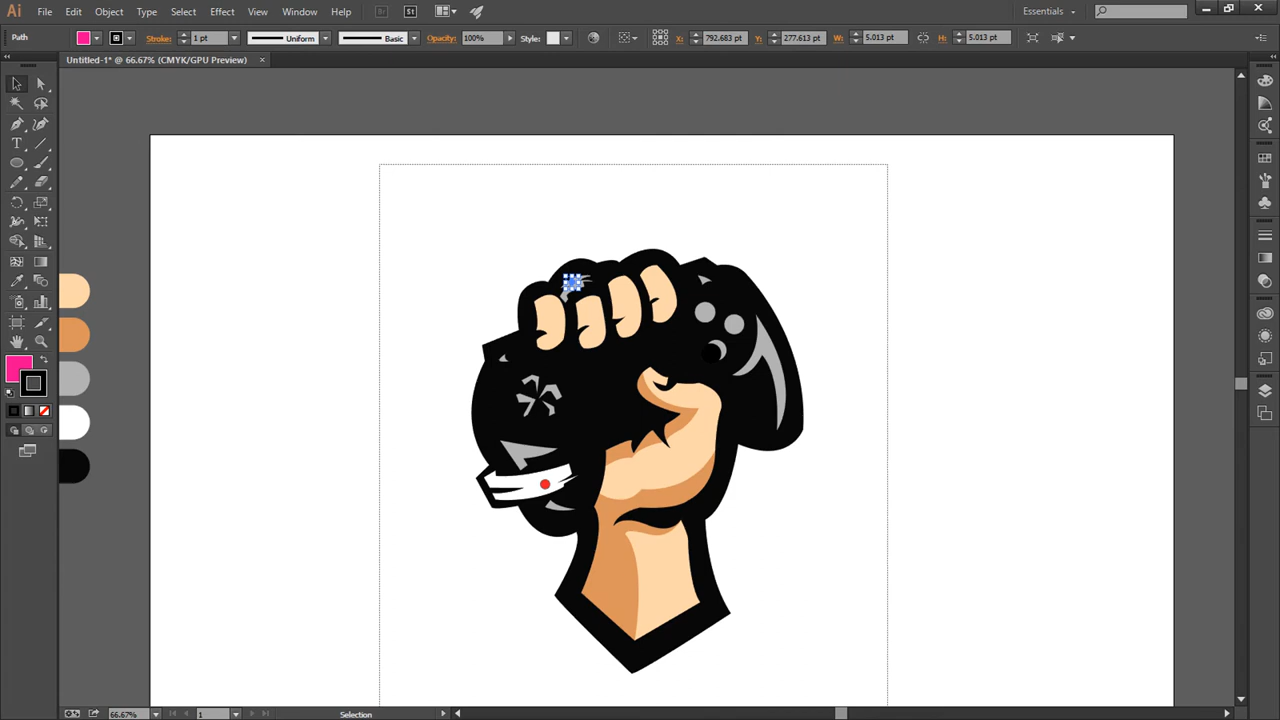 Ai File Edit Object Type Select Effect View Window Help Br St Essentials
Path Stroke: 1 pt Uniform Basic Opacity: 100% Style: X: 792.683 pt Y: 277.613 pt W: 5.013 pt H: 5.013 pt
Untitled-1* @ 66.67% (CMYK/GPU Preview) ×
T
66.67% 1 Selection